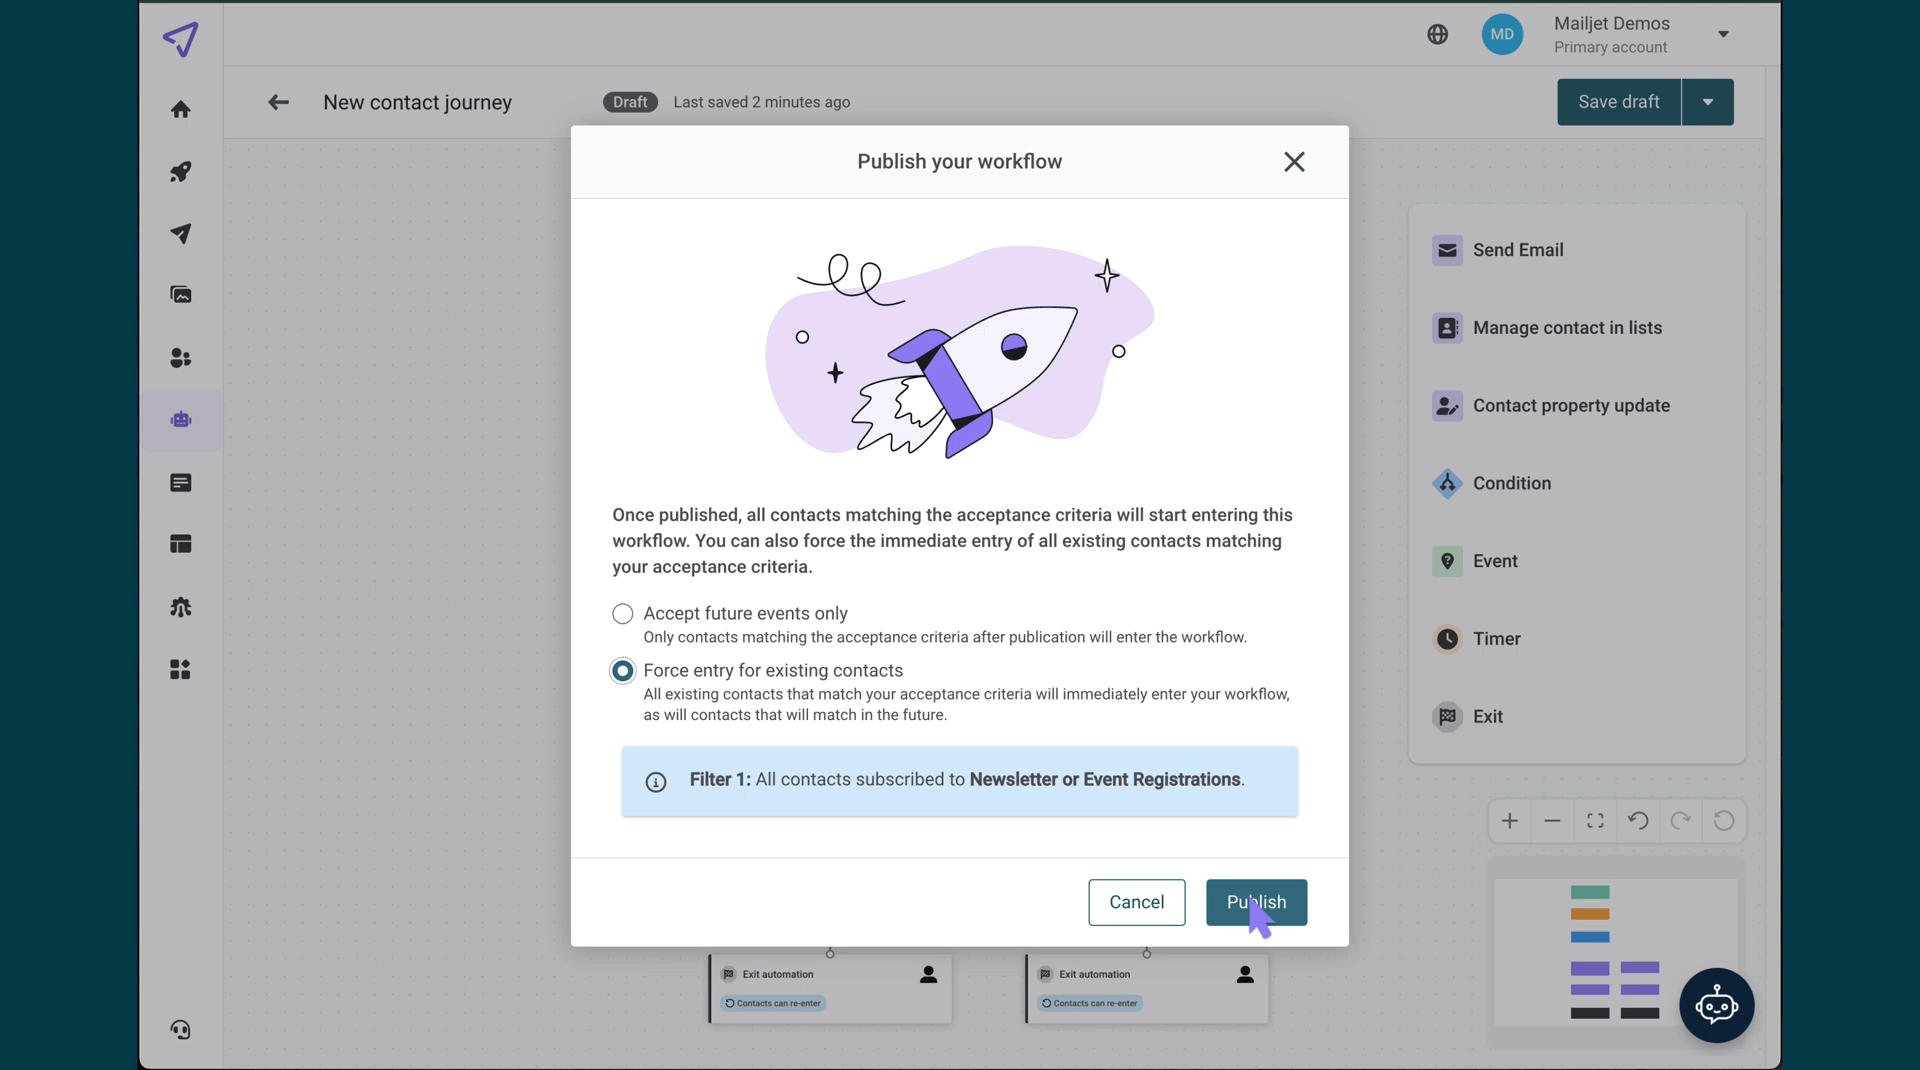 MD
Mailjet Demos
Primary account
New contact journey
Draft
Last saved 2 minutes ago
Save draft
Publish your workflow
Once published, all contacts matching the acceptance criteria will start entering this
workflow. You can also force the immediate entry of all existing contacts matching
your acceptance criteria.
Accept future events only
Only contacts matching the acceptance criteria after publication will enter the workflow.
Force entry for existing contacts
All existing contacts that match your acceptance criteria will immediately enter your workflow,
as will contacts that will match in the future.
Filter 1: All contacts subscribed to Newsletter or Event Registrations.
Cancel
Publish
Send Email
Manage contact in lists
Contact property update
Condition
Event
Timer
Exit
Exit automation
Contacts can re-enter
Exit automation
Contacts can re-enter